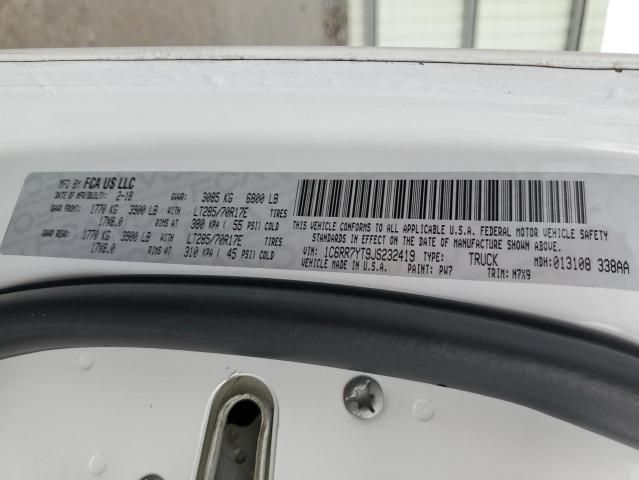 MFD BY: FCA US LLC
DATE OF MFR(BUILT): 2-18 GVWR: 3085 KG 6800 LB
GAWR FRONT: 1770 KG 3900 LB WITH LT285/70R17E TIRES
17X8.0 RIMS AT 380 KPA ( 55 PSI) COLD
GAWR REAR: 1770 KG 3900 LB WITH LT285/70R17E TIRES
17X8.0 RIMS AT 310 KPA ( 45 PSI) COLD
THIS VEHICLE CONFORMS TO ALL APPLICABLE U.S.A. FEDERAL MOTOR VEHICLE SAFETY
STANDARDS IN EFFECT ON THE DATE OF MANUFACTURE SHOWN ABOVE.
VIN: 1C6RR7YT9JS232419 TYPE: TRUCK MDH: 013108 338AA
VEHICLE MADE IN U.S.A. PAINT: PW7 TRIM: N7X9